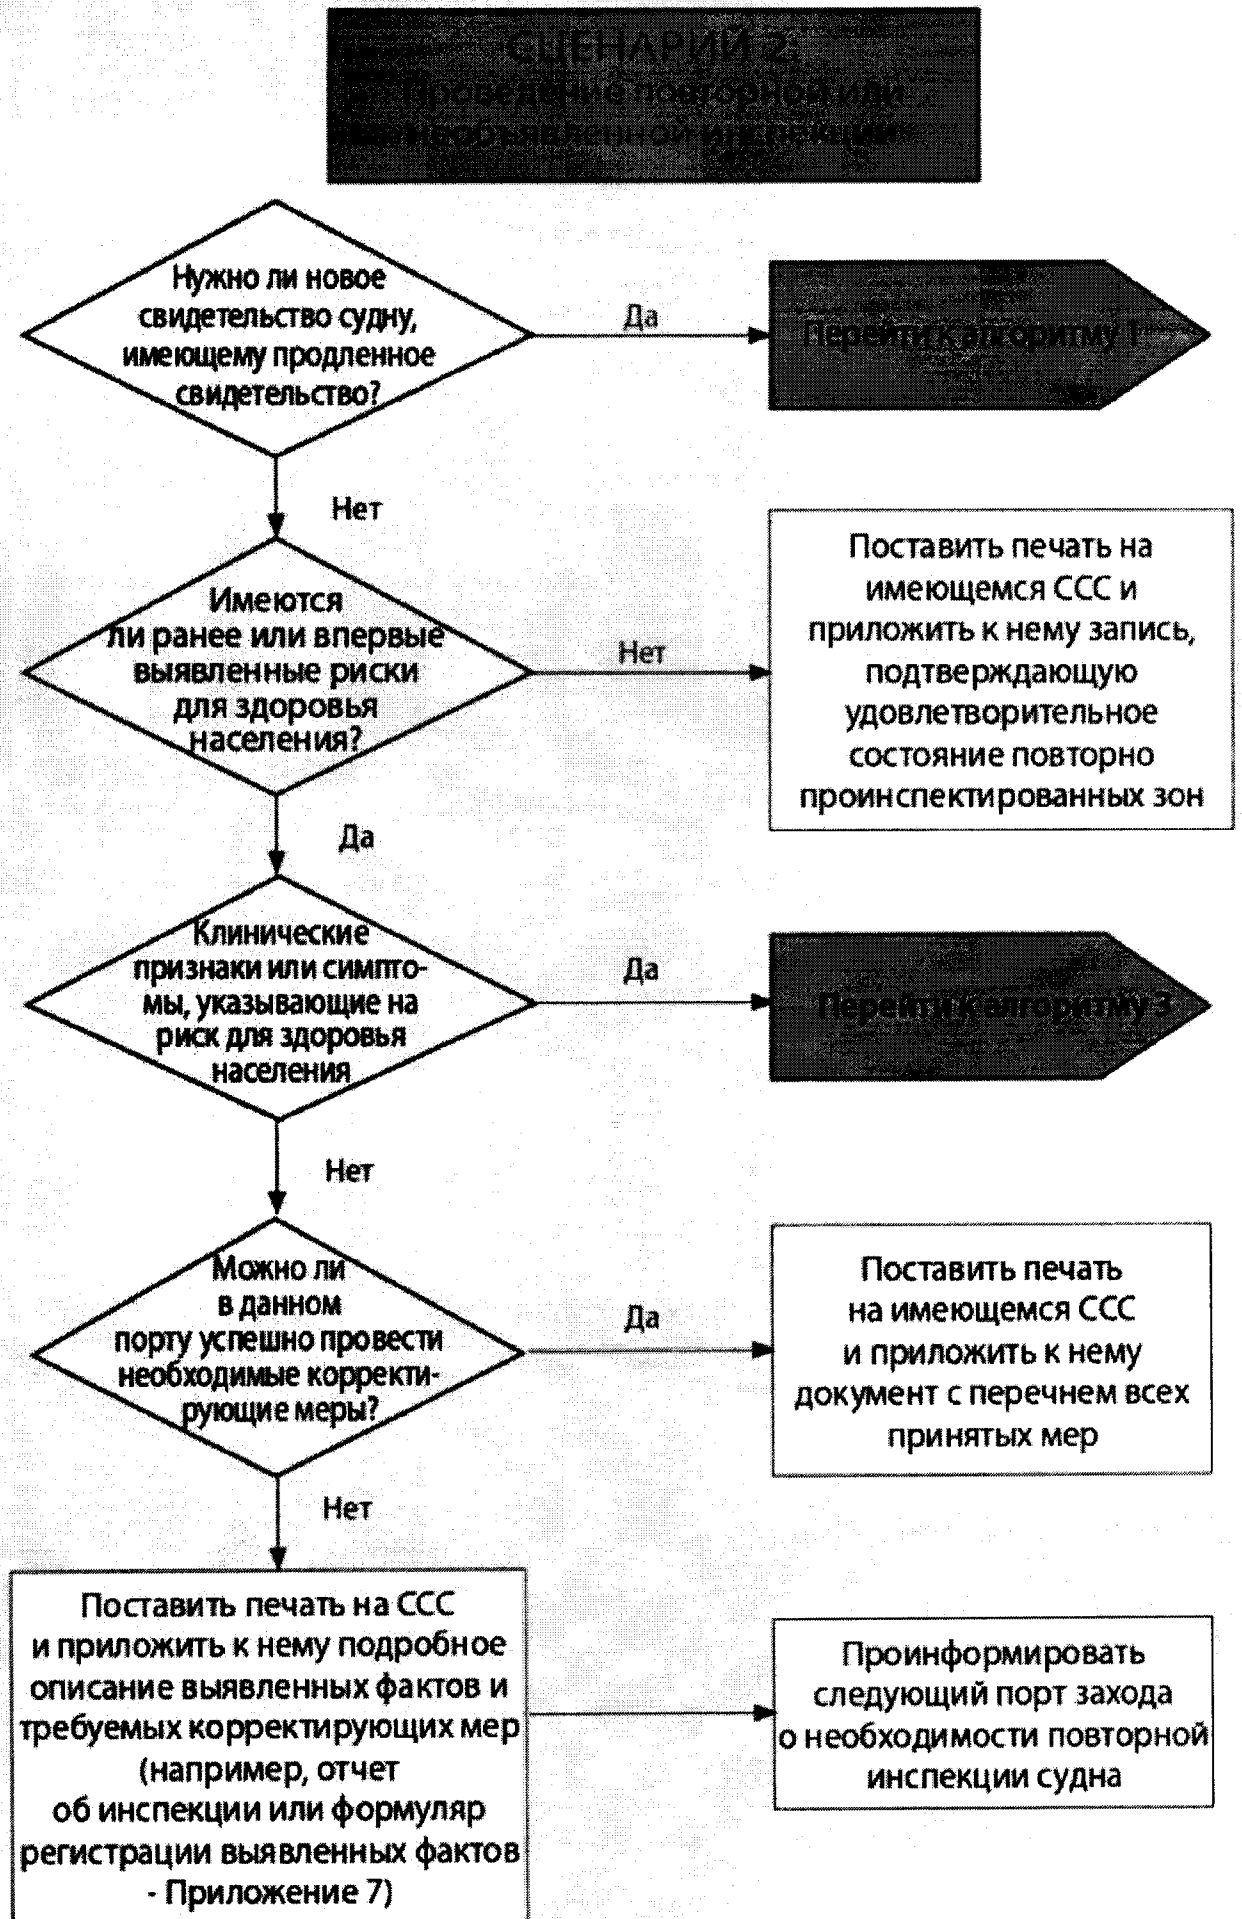 СЦЕНАРИЙ 2:
Проведение повторной или
необъявленной инспекции
Нужно ли новое
свидетельство судну,
имеющему продленное
свидетельство?
Да
Перейти к алгоритму 1
Нет
Имеются
ли ранее или впервые
выявленные риски
для здоровья
населения?
Нет
Поставить печать на
имеющемся ССС и
приложить к нему запись,
подтверждающую
удовлетворительное
состояние повторно
проинспектированных зон
Да
Клинические
признаки или симпто-
мы, указывающие на
риск для здоровья
населения
Да
Перейти к алгоритму 3
Нет
Можно ли
в данном
порту успешно провести
необходимые корректи-
рующие меры?
Да
Поставить печать
на имеющемся ССС
и приложить к нему
документ с перечнем всех
принятых мер
Нет
Поставить печать на ССС
и приложить к нему подробное
описание выявленных фактов и
требуемых корректирующих мер
(например, отчет
об инспекции или формуляр
регистрации выявленных фактов
- Приложение 7)
Проинформировать
следующий порт захода
о необходимости повторной
инспекции судна